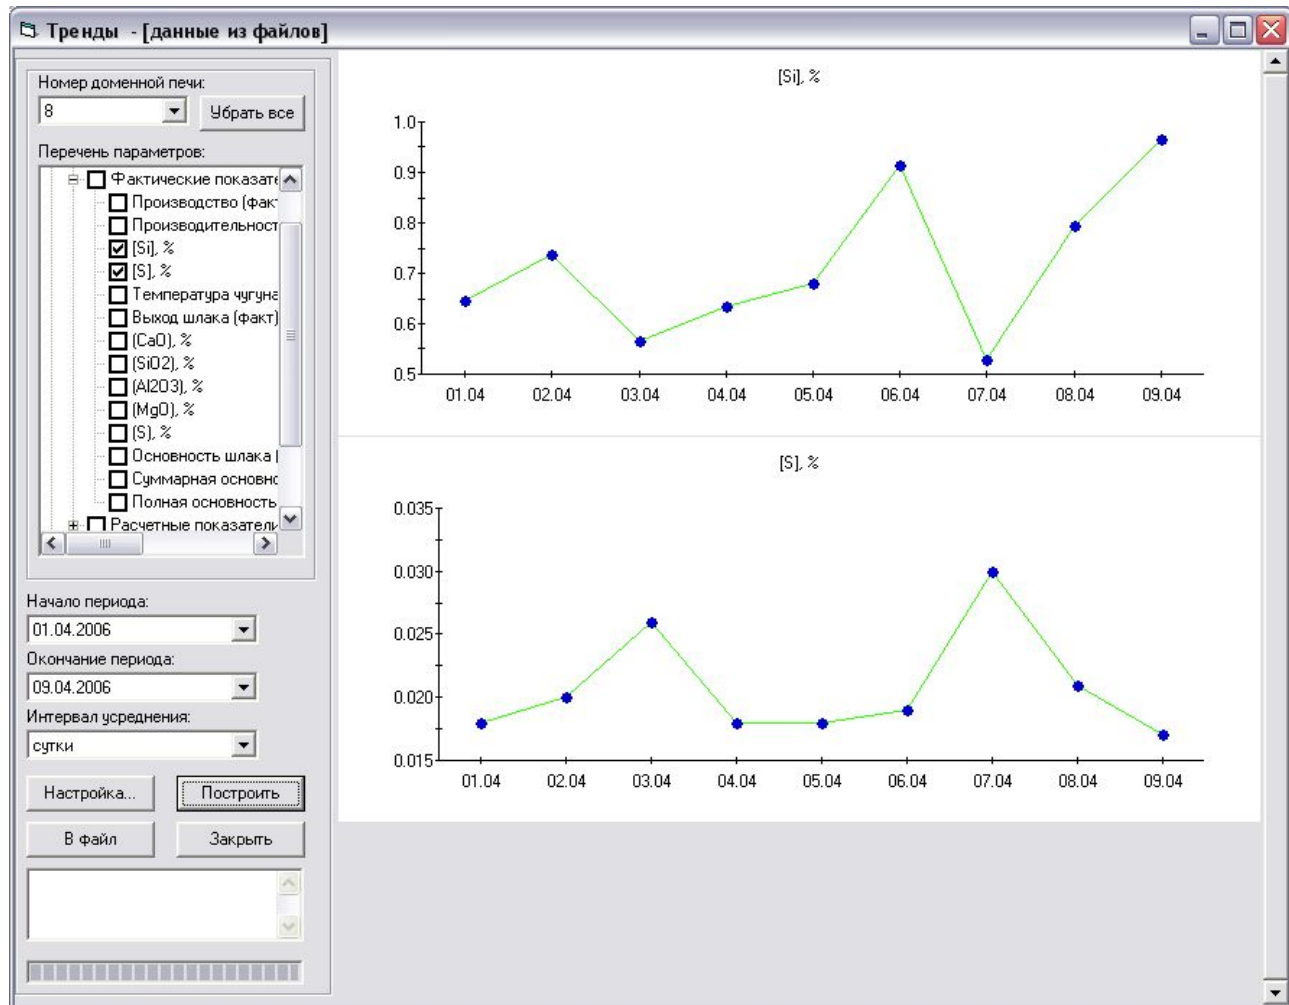 Тренды - [данные из файлов]
Номер доменной печи:
8
Убрать все
Перечень параметров:
Фактические показате
Производство (фак
Производительност
[Si], %
[S], %
Температура чугуна
Выход шлака (факт)
(CaO), %
(SiO2), %
(Al2O3), %
(MgO), %
(S), %
Основность шлака (
Суммарная основно
Полная основность
Расчетные показатели
Начало периода:
01.04.2006
Окончание периода:
09.04.2006
Интервал усреднения:
сутки
Настройка...
Построить
В файл
Закрыть
[Si], %
1.0
0.9
0.8
0.7
0.6
0.5
01.04 02.04 03.04 04.04 05.04 06.04 07.04 08.04 09.04
[S], %
0.035
0.030
0.025
0.020
0.015
01.04 02.04 03.04 04.04 05.04 06.04 07.04 08.04 09.04